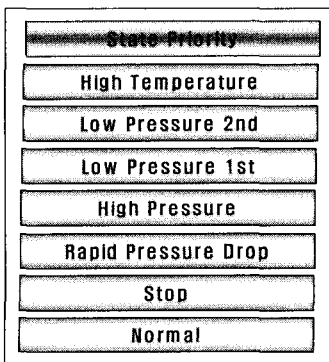 State Priority
High Temperature
Low Pressure 2nd
Low Pressure 1st
High Pressure
Rapid Pressure Drop
Stop
Normal